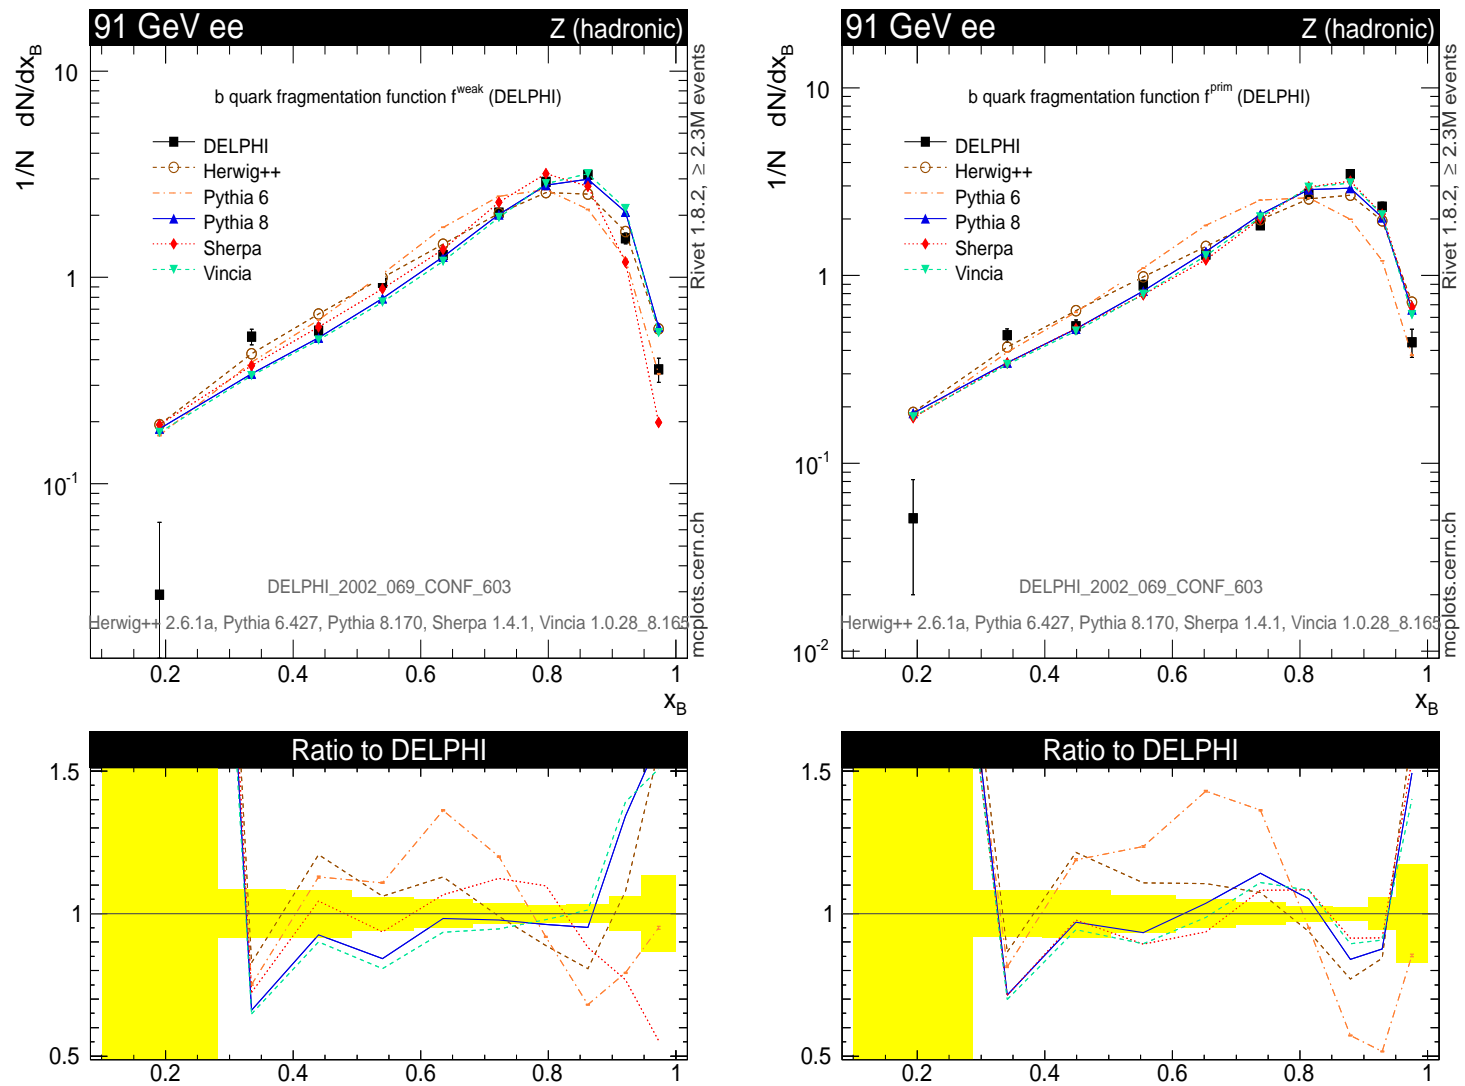 91 GeV ee
Z (hadronic)
1/N dN/dx_B
b quark fragmentation function f^weak (DELPHI)
DELPHI
Herwig++
Pythia 6
Pythia 8
Sherpa
Vincia
10
1
10^-1
DELPHI_2002_069_CONF_603
Herwig++ 2.6.1a, Pythia 6.427, Pythia 8.170, Sherpa 1.4.1, Vincia 1.0.28_8.165
0.2 0.4 0.6 0.8 1
x_B
Rivet 1.8.2, ≥ 2.3M events
mcplots.cern.ch
Ratio to DELPHI
1.5
1
0.5
0.2 0.4 0.6 0.8 1
91 GeV ee
Z (hadronic)
1/N dN/dx_B
b quark fragmentation function f^prim (DELPHI)
DELPHI
Herwig++
Pythia 6
Pythia 8
Sherpa
Vincia
10
1
10^-1
10^-2
DELPHI_2002_069_CONF_603
Herwig++ 2.6.1a, Pythia 6.427, Pythia 8.170, Sherpa 1.4.1, Vincia 1.0.28_8.165
0.2 0.4 0.6 0.8 1
x_B
Rivet 1.8.2, ≥ 2.3M events
mcplots.cern.ch
Ratio to DELPHI
1.5
1
0.5
0.2 0.4 0.6 0.8 1